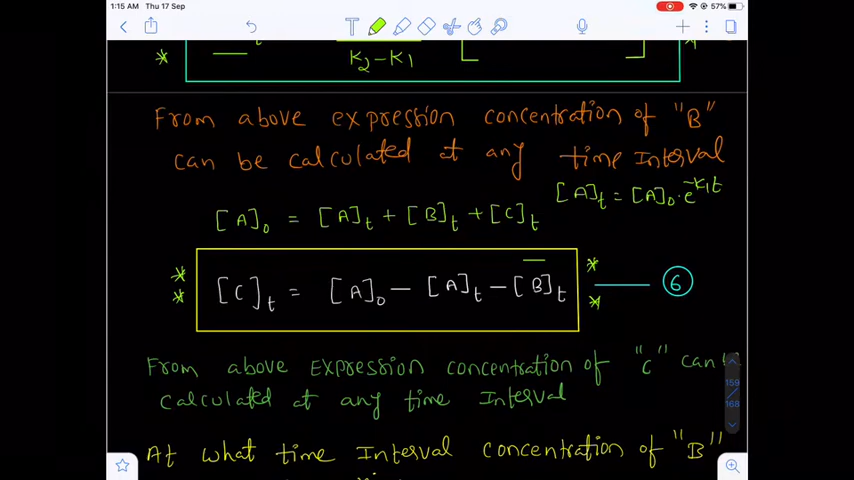 1:15 AM Thu 17 Sep
57%
t
K2-K1
From above expression concentration of "B"
can be calculated at any time Interval
[A]t = [A]0 . e^-K1t
[A]0 = [A]t + [B]t + [C]t
[C]t = [A]0 - [A]t - [B]t
6
From above Expression concentration of "C" can
calculated at any time Interval
159
168
At what time Interval concentration of "B"